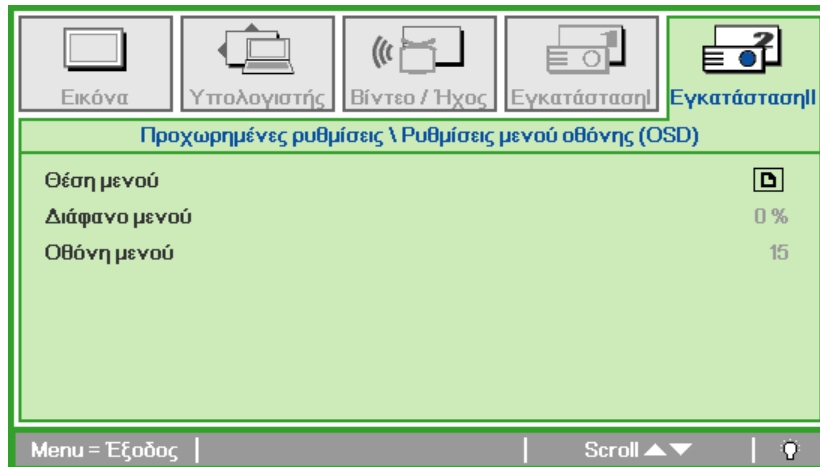 Εικόνα
Υπολογιστής
Βίντεο / Ήχος
ΕγκατάστασηI
ΕγκατάστασηII
Προχωρημένες ρυθμίσεις \ Ρυθμίσεις μενού οθόνης (OSD)
Θέση μενού
Διάφανο μενού 0 %
Οθόνη μενού 15
Menu = Έξοδος | | Scroll ▲▼ |